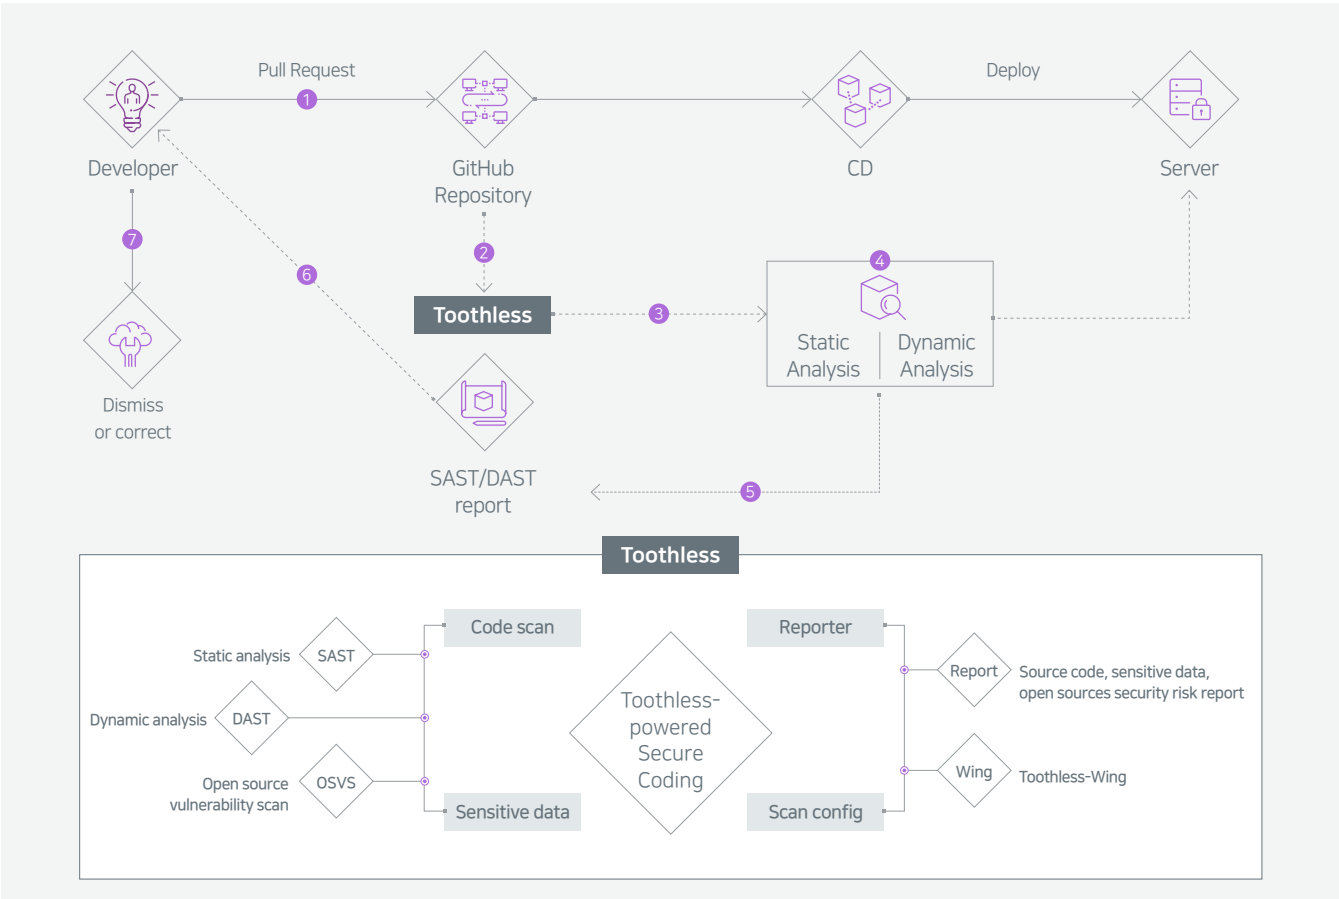 Pull Request
1
Deploy
Developer
GitHub
Repository
CD
Server
7
2
6
Toothless
3
4
Static
Analysis
Dynamic
Analysis
Dismiss
or correct
SAST/DAST
report
5
Toothless
Code scan
Static analysis
SAST
Dynamic analysis
DAST
Open source
vulnerability scan
OSVS
Sensitive data
Toothless-
powered
Secure
Coding
Reporter
Report
Source code, sensitive data,
open sources security risk report
Wing
Toothless-Wing
Scan config